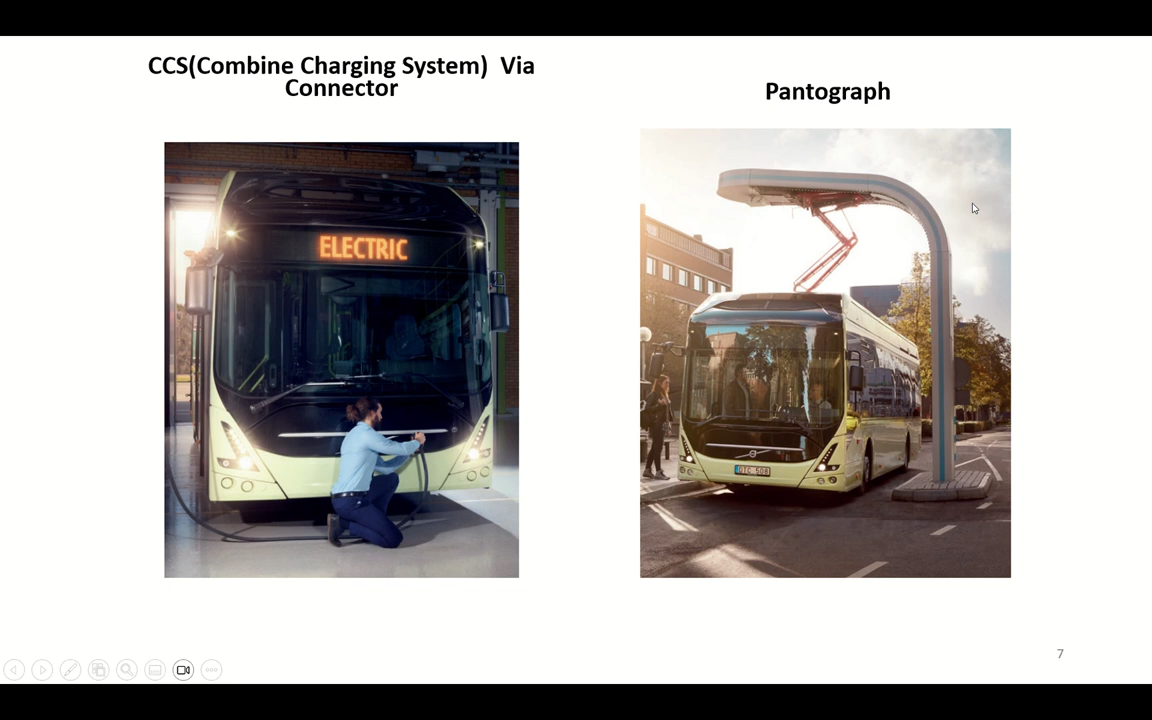 CCS(Combine Charging System)  Via
Connector
Pantograph
ELECTRIC
7